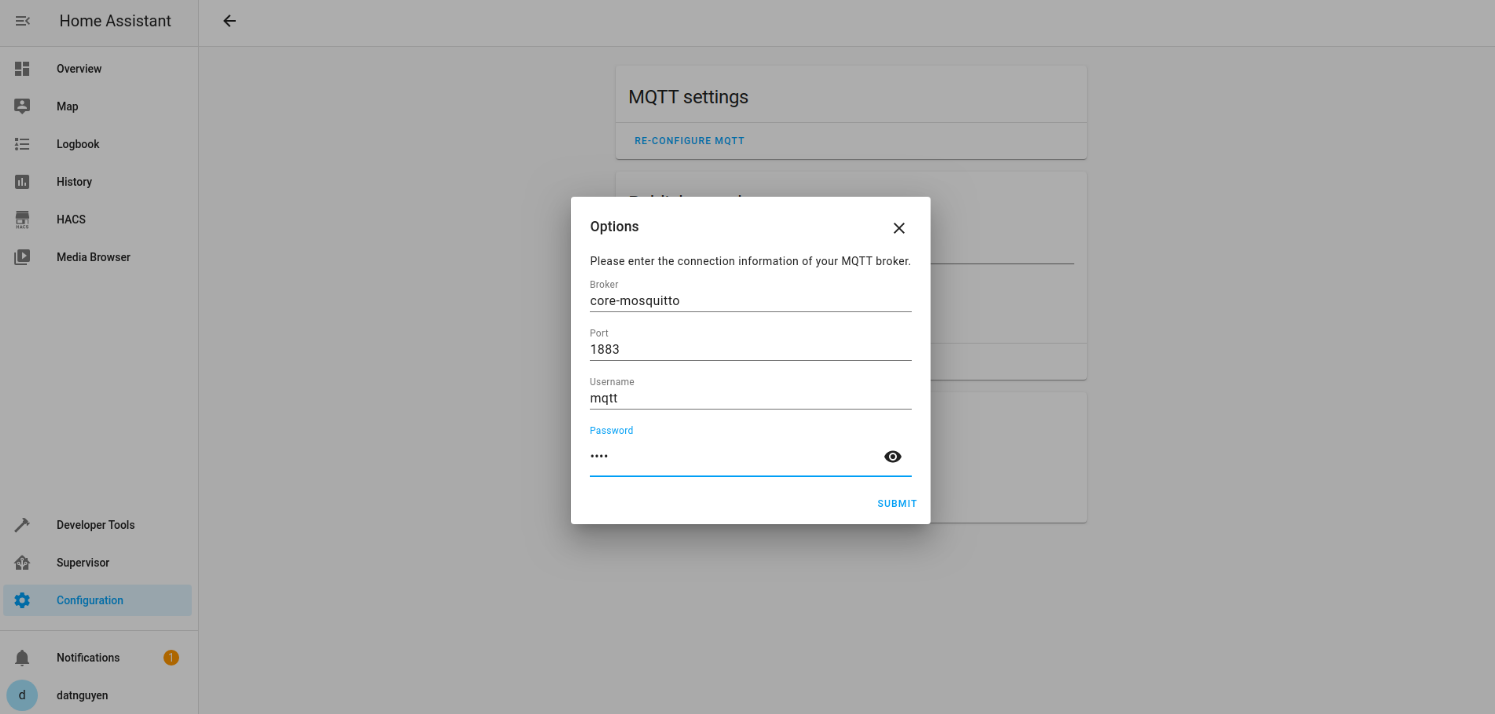 Home Assistant
Overview
Map
Logbook
History
HACS
HACS
Media Browser
Developer Tools
Supervisor
Configuration
Notifications
1
d
datnguyen
MQTT settings
RE-CONFIGURE MQTT
Options
Please enter the connection information of your MQTT broker.
Broker
core-mosquitto
Port
1883
Username
mqtt
Password
••••
SUBMIT